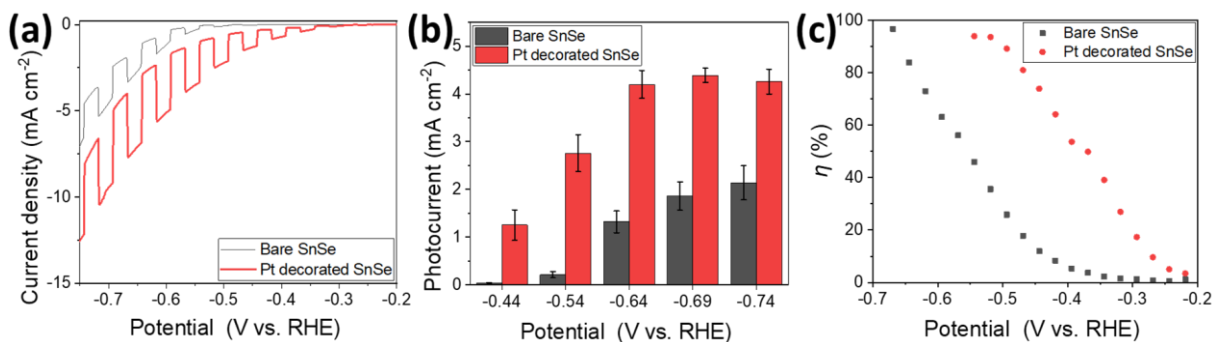 (a)
0
-5
-10
-15
Current density (mA cm⁻²)
Bare SnSe
Pt decorated SnSe
-0.7
-0.6
-0.5
-0.4
-0.3
-0.2
Potential (V vs. RHE)
(b)
5
4
3
2
1
0
Photocurrent (mA cm⁻²)
Bare SnSe
Pt decorated SnSe
-0.44
-0.54
-0.64
-0.69
-0.74
Potential (V vs. RHE)
(c)
100
80
60
40
20
0
η (%)
Bare SnSe
Pt decorated SnSe
-0.7
-0.6
-0.5
-0.4
-0.3
-0.2
Potential (V vs. RHE)